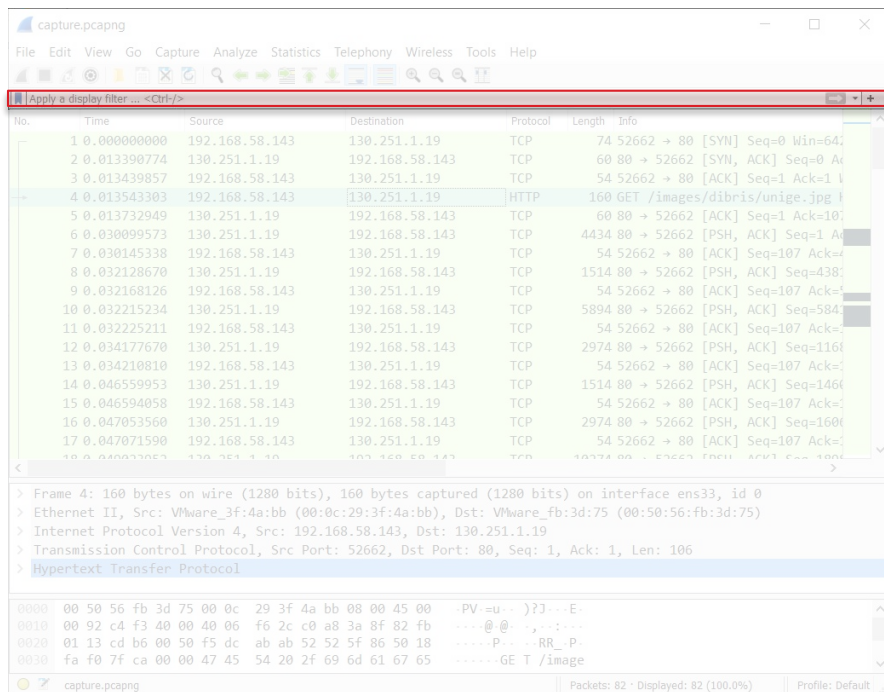 capture.pcapng
File Edit View Go Capture Analyze Statistics Telephony Wireless Tools Help
Apply a display filter ... <Ctrl-/>
No. Time Source Destination Protocol Length Info
1 0.000000000 192.168.58.143 130.251.1.19 TCP 74 52662 → 80 [SYN] Seq=0 Win=642
2 0.013390774 130.251.1.19 192.168.58.143 TCP 60 80 → 52662 [SYN, ACK] Seq=0 A
3 0.013439857 192.168.58.143 130.251.1.19 TCP 54 52662 → 80 [ACK] Seq=1 Ack=1
4 0.013543303 192.168.58.143 130.251.1.19 HTTP 160 GET /images/dibris/unige.jpg
5 0.013732949 130.251.1.19 192.168.58.143 TCP 60 80 → 52662 [ACK] Seq=1 Ack=107
6 0.030099573 130.251.1.19 192.168.58.143 TCP 4434 80 → 52662 [PSH, ACK] Seq=1 A
7 0.030145338 192.168.58.143 130.251.1.19 TCP 54 52662 → 80 [ACK] Seq=107 Ack=
8 0.032128670 130.251.1.19 192.168.58.143 TCP 1514 80 → 52662 [PSH, ACK] Seq=4381
9 0.032168126 192.168.58.143 130.251.1.19 TCP 54 52662 → 80 [ACK] Seq=107 Ack=
10 0.032215234 130.251.1.19 192.168.58.143 TCP 5894 80 → 52662 [PSH, ACK] Seq=584
11 0.032225211 192.168.58.143 130.251.1.19 TCP 54 52662 → 80 [ACK] Seq=107 Ack=
12 0.034177670 130.251.1.19 192.168.58.143 TCP 2974 80 → 52662 [PSH, ACK] Seq=1168
13 0.034210810 192.168.58.143 130.251.1.19 TCP 54 52662 → 80 [ACK] Seq=107 Ack=
14 0.046559953 130.251.1.19 192.168.58.143 TCP 1514 80 → 52662 [PSH, ACK] Seq=1460
15 0.046594058 192.168.58.143 130.251.1.19 TCP 54 52662 → 80 [ACK] Seq=107 Ack=
16 0.047053560 130.251.1.19 192.168.58.143 TCP 2974 80 → 52662 [PSH, ACK] Seq=1606
17 0.047071590 192.168.58.143 130.251.1.19 TCP 54 52662 → 80 [ACK] Seq=107 Ack=
> Frame 4: 160 bytes on wire (1280 bits), 160 bytes captured (1280 bits) on interface ens33, id 0
> Ethernet II, Src: VMware_3f:4a:bb (00:0c:29:3f:4a:bb), Dst: VMware_fb:3d:75 (00:50:56:fb:3d:75)
> Internet Protocol Version 4, Src: 192.168.58.143, Dst: 130.251.1.19
> Transmission Control Protocol, Src Port: 52662, Dst Port: 80, Seq: 1, Ack: 1, Len: 106
> Hypertext Transfer Protocol
0000 00 50 56 fb 3d 75 00 0c 29 3f 4a bb 08 00 45 00 ·PV·=u·· )?J···E·
0010 00 92 c4 f3 40 00 40 06 f6 2c c0 a8 3a 8f 82 fb ····@·@· ·,··:···
0020 01 13 cd b6 00 50 f5 dc ab ab 52 52 5f 86 50 18 ·····P·· ··RR_·P·
0030 fa f0 7f ca 00 00 47 45 54 20 2f 69 6d 61 67 65 ······GE T /image
capture.pcapng Packets: 82 · Displayed: 82 (100.0%) Profile: Default